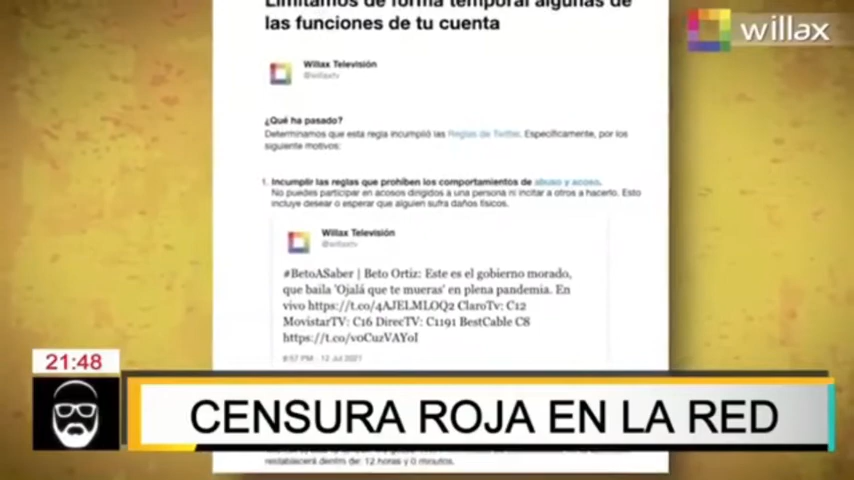 Limitamos de forma temporal algunas de
las funciones de tu cuenta
willax
Willax Televisión
@willaxtv
¿Qué ha pasado?
Determinamos que esta regla incumplió las Reglas de Twitter. Específicamente, por los
siguiente motivos:
1. Incumplir las reglas que prohíben los comportamientos de abuso y acoso.
No puedes participar en acosos dirigidos a una persona ni incitar a otros a hacerlo. Esto
incluye desear o esperar que alguien sufra daños físicos.
Willax Televisión
@willaxtv
#BetoASaber | Beto Ortiz: Este es el gobierno morado,
que baila 'Ojalá que te mueras' en plena pandemia. En
vivo https://t.co/4AJELMLOQ2 ClaroTv: C12
MovistarTV: C16 DirecTV: C1191 BestCable C8
https://t.co/voCuzVAYoI
8:57 PM - 12 Jul 2021
21:48
CENSURA ROJA EN LA RED
restablecerá dentro de: 12 horas y 0 minutos.